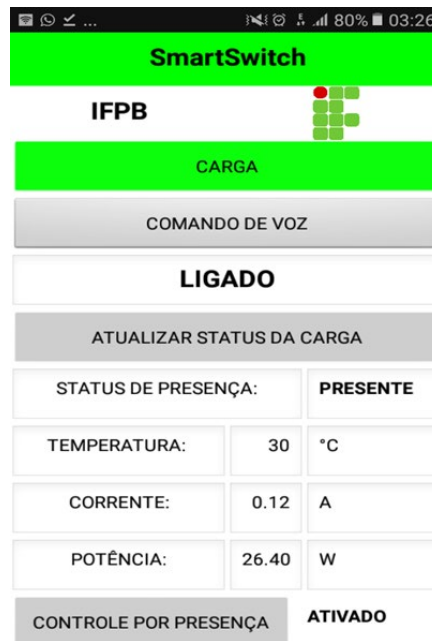 ... 80% 03:26
SmartSwitch
IFPB
CARGA
COMANDO DE VOZ
LIGADO
ATUALIZAR STATUS DA CARGA
STATUS DE PRESENÇA: PRESENTE
TEMPERATURA: 30 °C
CORRENTE: 0.12 A
POTÊNCIA: 26.40 W
CONTROLE POR PRESENÇA ATIVADO